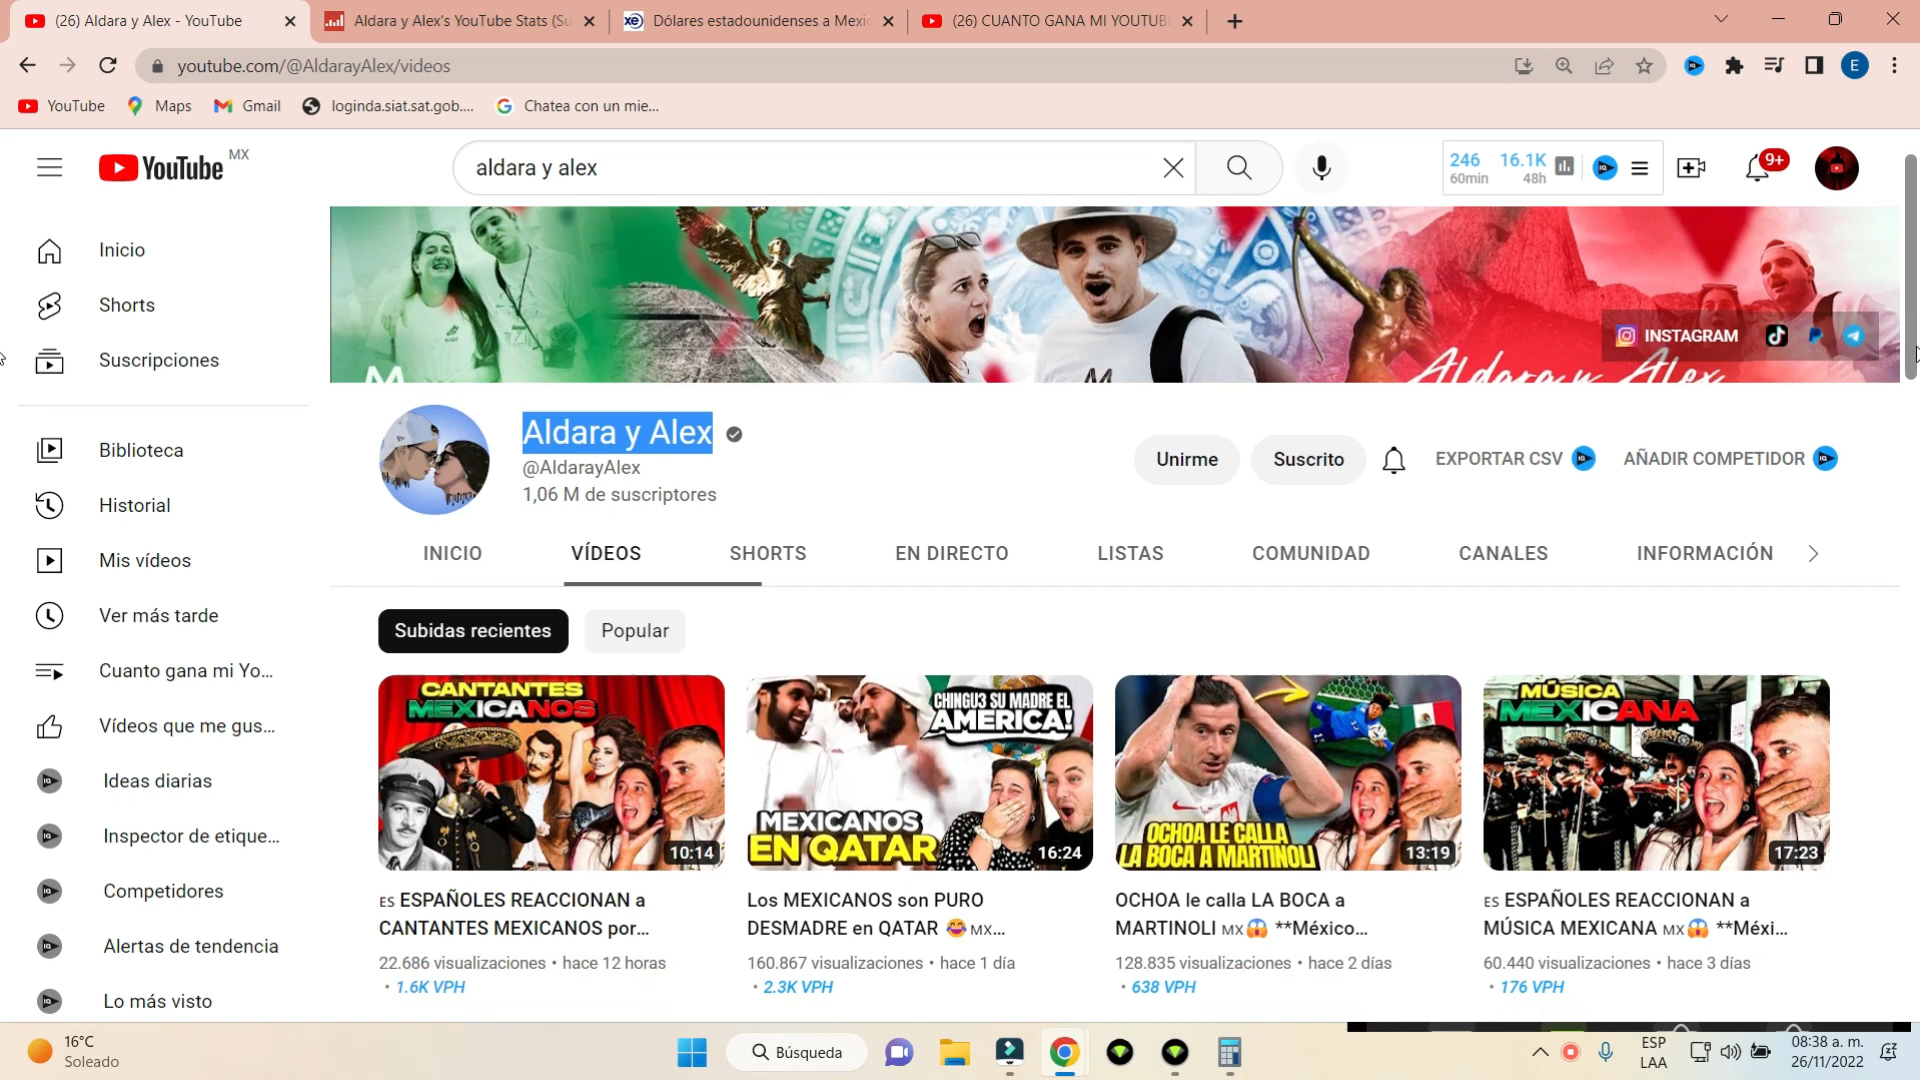 (26) Aldara y Alex - YouTube
Aldara y Alex's YouTube Stats (Su
Dólares estadounidenses a Mexic
(26) CUANTO GANA MI YOUTUB
youtube.com/@AldarayAlex/videos
E
YouTube
Maps
Gmail
loginda.siat.sat.gob....
Chatea con un mie...
YouTube MX
aldara y alex
246 16.1K
60min 48h
9+
INSTAGRAM
Aldara y Alex
Inicio
Shorts
Suscripciones
Biblioteca
Historial
Mis vídeos
Ver más tarde
Cuanto gana mi Yo...
Vídeos que me gus...
Ideas diarias
Inspector de etique...
Competidores
Alertas de tendencia
Lo más visto
Aldara y Alex
@AldarayAlex
1,06 M de suscriptores
Unirme
Suscrito
EXPORTAR CSV
AÑADIR COMPETIDOR
INICIO
VÍDEOS
SHORTS
EN DIRECTO
LISTAS
COMUNIDAD
CANALES
INFORMACIÓN
Subidas recientes
Popular
CANTANTES
MEXICANOS
10:14
CHINGU3 SU MADRE EL
AMERICA!
MEXICANOS
EN QATAR
16:24
OCHOA LE CALLA
LA BOCA A MARTINOLI
13:19
MÚSICA
MEXICANA
17:23
ES ESPAÑOLES REACCIONAN a
CANTANTES MEXICANOS por...
22.686 visualizaciones • hace 12 horas
• 1.6K VPH
Los MEXICANOS son PURO
DESMADRE en QATAR 😂 MX...
160.867 visualizaciones • hace 1 día
• 2.3K VPH
OCHOA le calla LA BOCA a
MARTINOLI MX😱 **México...
128.835 visualizaciones • hace 2 días
• 638 VPH
ES ESPAÑOLES REACCIONAN a
MÚSICA MEXICANA MX😱 **Méxi...
60.440 visualizaciones • hace 3 días
• 176 VPH
16°C
Soleado
Búsqueda
ESP
LAA
08:38 a. m.
26/11/2022